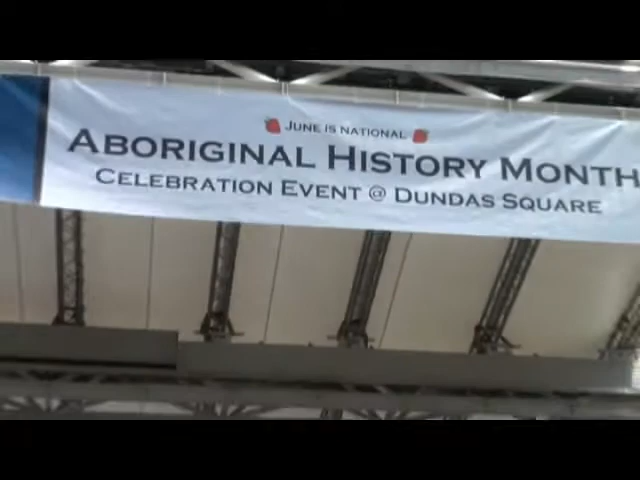 JUNE IS NATIONAL
ABORIGINAL HISTORY MONTH
CELEBRATION EVENT @ DUNDAS SQUARE